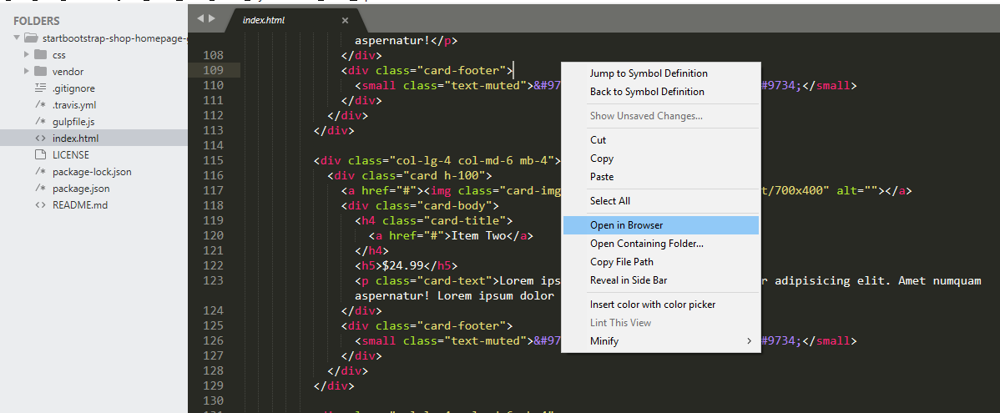 FOLDERS
startbootstrap-shop-homepage-
css
vendor
.gitignore
.travis.yml
gulpfile.js
index.html
LICENSE
package-lock.json
package.json
README.md
index.html ×
aspernatur!</p>
108 </div>
109 <div class="card-footer">
110 <small class="text-muted">&#97 #9734;</small>
111 </div>
112 </div>
113 </div>
114
115 <div class="col-lg-4 col-md-6 mb-4">
116 <div class="card h-100">
117 <a href="#"><img class="card-img t/700x400" alt=""></a>
118 <div class="card-body">
119 <h4 class="card-title">
120 <a href="#">Item Two</a>
121 </h4>
122 <h5>$24.99</h5>
123 <p class="card-text">Lorem ips r adipisicing elit. Amet numquam
aspernatur! Lorem ipsum dolor
124 </div>
125 <div class="card-footer">
126 <small class="text-muted">&#97 #9734;</small>
127 </div>
128 </div>
129 </div>
130
Jump to Symbol Definition
Back to Symbol Definition
Show Unsaved Changes...
Cut
Copy
Paste
Select All
Open in Browser
Open Containing Folder...
Copy File Path
Reveal in Side Bar
Insert color with color picker
Lint This View
Minify